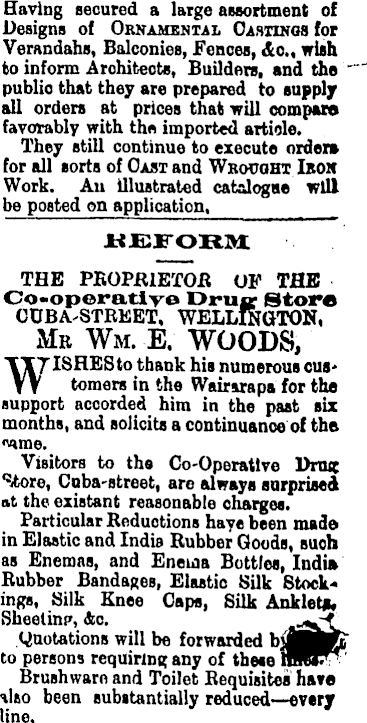 Having secured a large assortment of
Designs of ORNAMENTAL CASTINGS for
Verandahs, Balconies, Fences, &c., wish
to inform Architects, Builders, and the
public that they are prepared to supply
all orders at prices that will compare
favorably with the imported article.
They still continue to execute orders
for all sorts of CAST and WROUGHT IRON
Work. An illustrated catalogue will
be posted on application.
REFORM
THE PROPRIETOR OF THE
Co-operative Drug Store
CUBA-STREET, WELLINGTON,
MR WM. E. WOODS,
WISHES to thank his numerous cus-
tomers in the Wairarapa for the
support accorded him in the past six
months, and solicits a continuance of the
same.
Visitors to the Co-Operative Drug
Store, Cuba-street, are always surprised
at the existant reasonable charges.
Particular Reductions have been made
in Elastic and India Rubber Goods, such
as Enemas, and Enema Bottles, India
Rubber Bandages, Elastic Silk Stock-
ings, Silk Knee Caps, Silk Anklets,
Sheeting, &c.
Quotations will be forwarded
to persons requiring any of these
Brushware and Toilet Requisites have
also been substantially reduced—every
line.